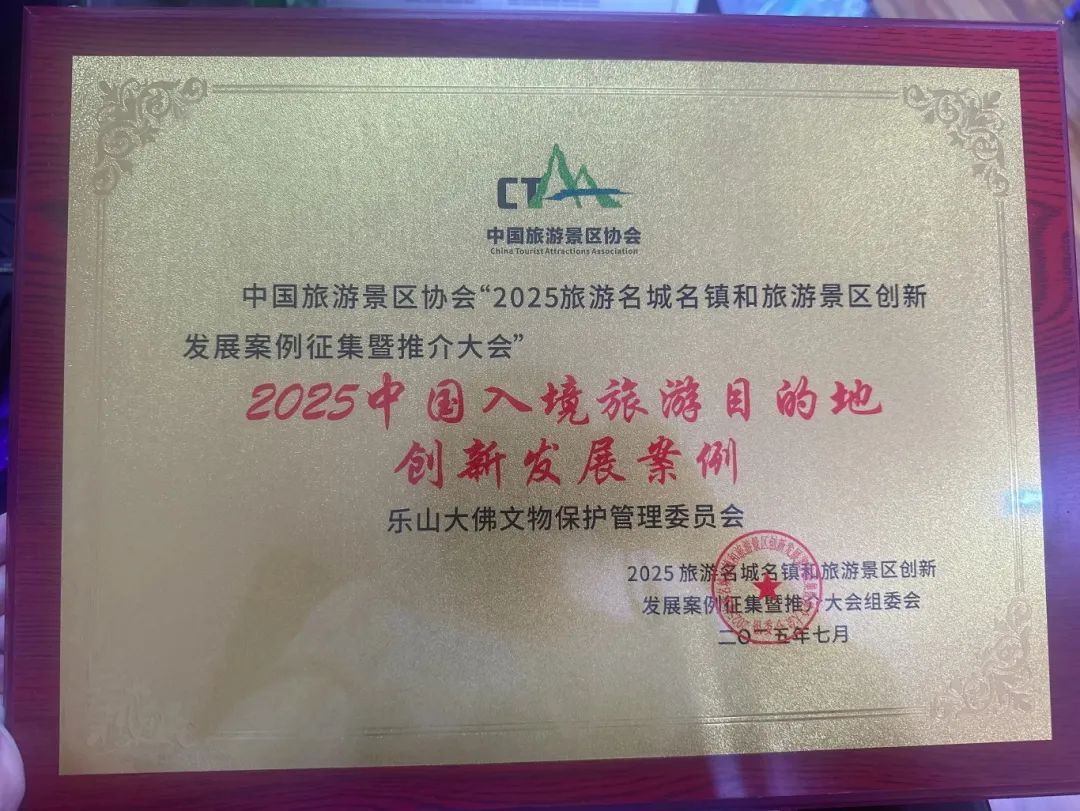 CTAA
中国旅游景区协会
China Tourist Attractions Association
中国旅游景区协会“2025旅游名城名镇和旅游景区创新
发展案例征集暨推介大会”
2025中国入境旅游目的地
创新发展案例
乐山大佛文物保护管理委员会
2025 旅游名城名镇和旅游景区创新
发展案例征集暨推介大会组委会
二〇二五年七月